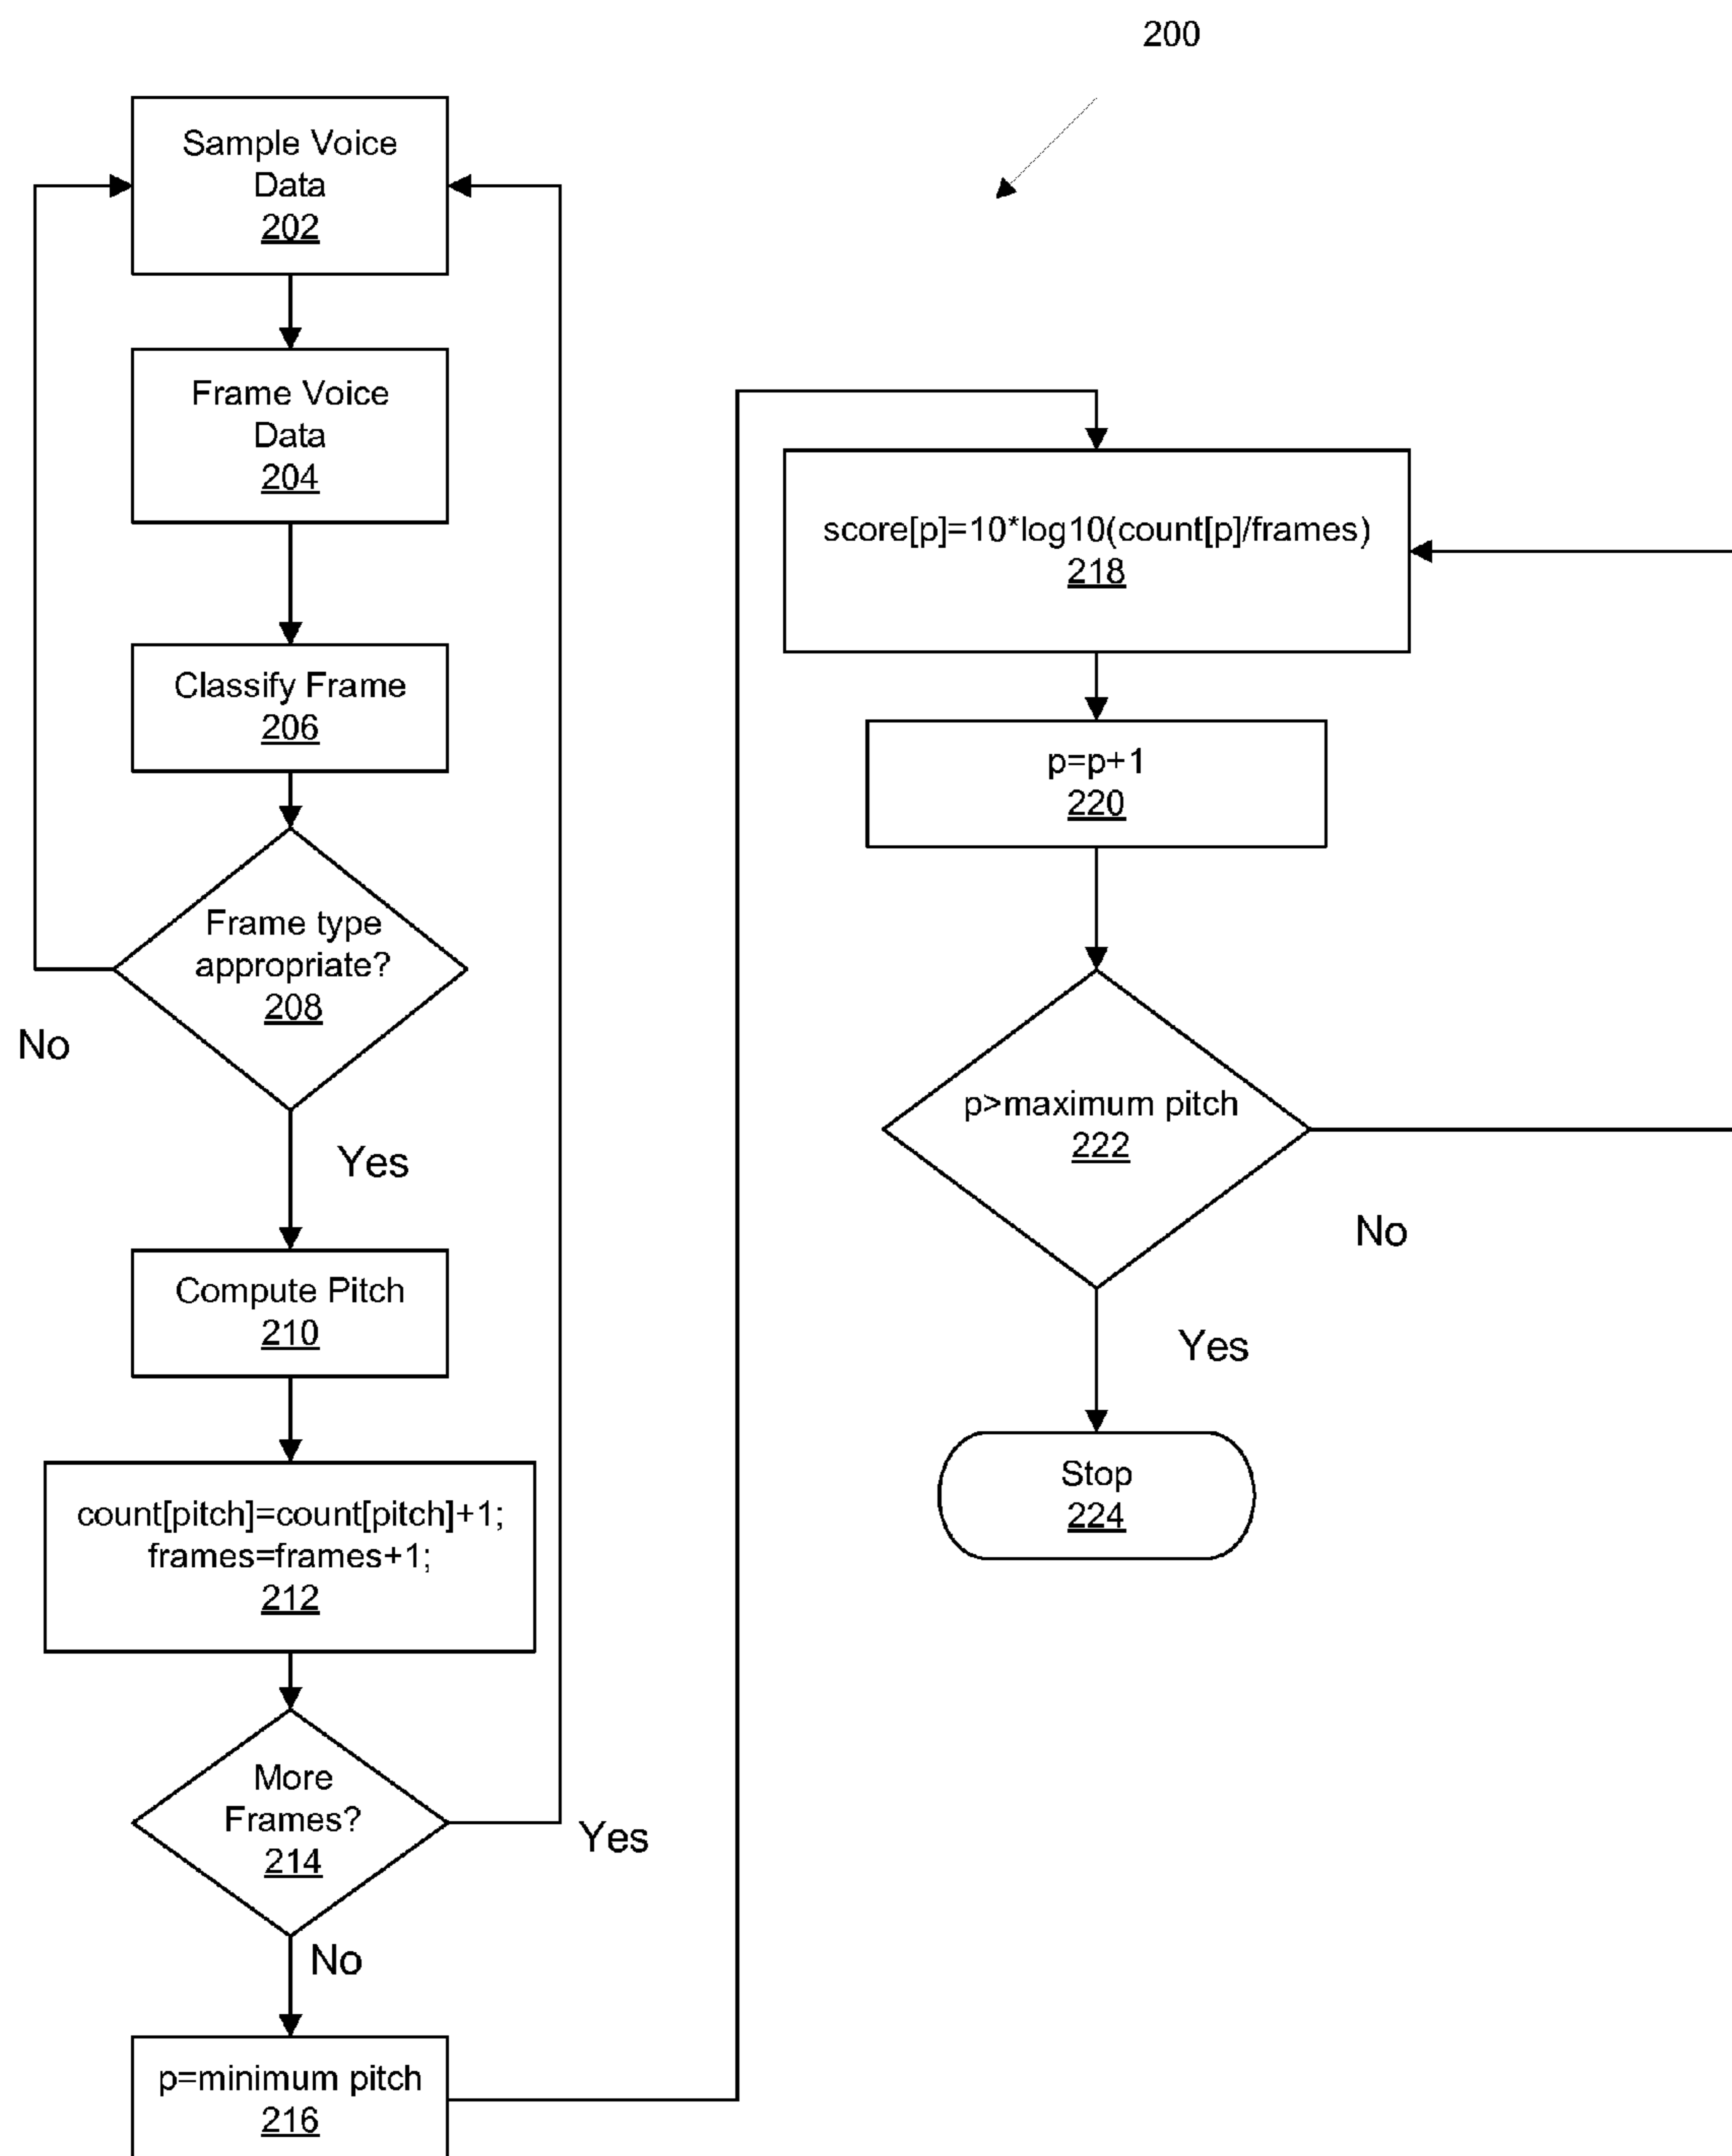 200
Sample Voice
Data
202
Frame Voice
Data
204
Classify Frame
206
Frame type
appropriate?
208
No
Yes
Compute Pitch
210
count[pitch]=count[pitch]+1;
frames=frames+1;
212
More
Frames?
214
Yes
No
p=minimum pitch
216
score[p]=10*log10(count[p]/frames)
218
p=p+1
220
p>maximum pitch
222
No
Yes
Stop
224